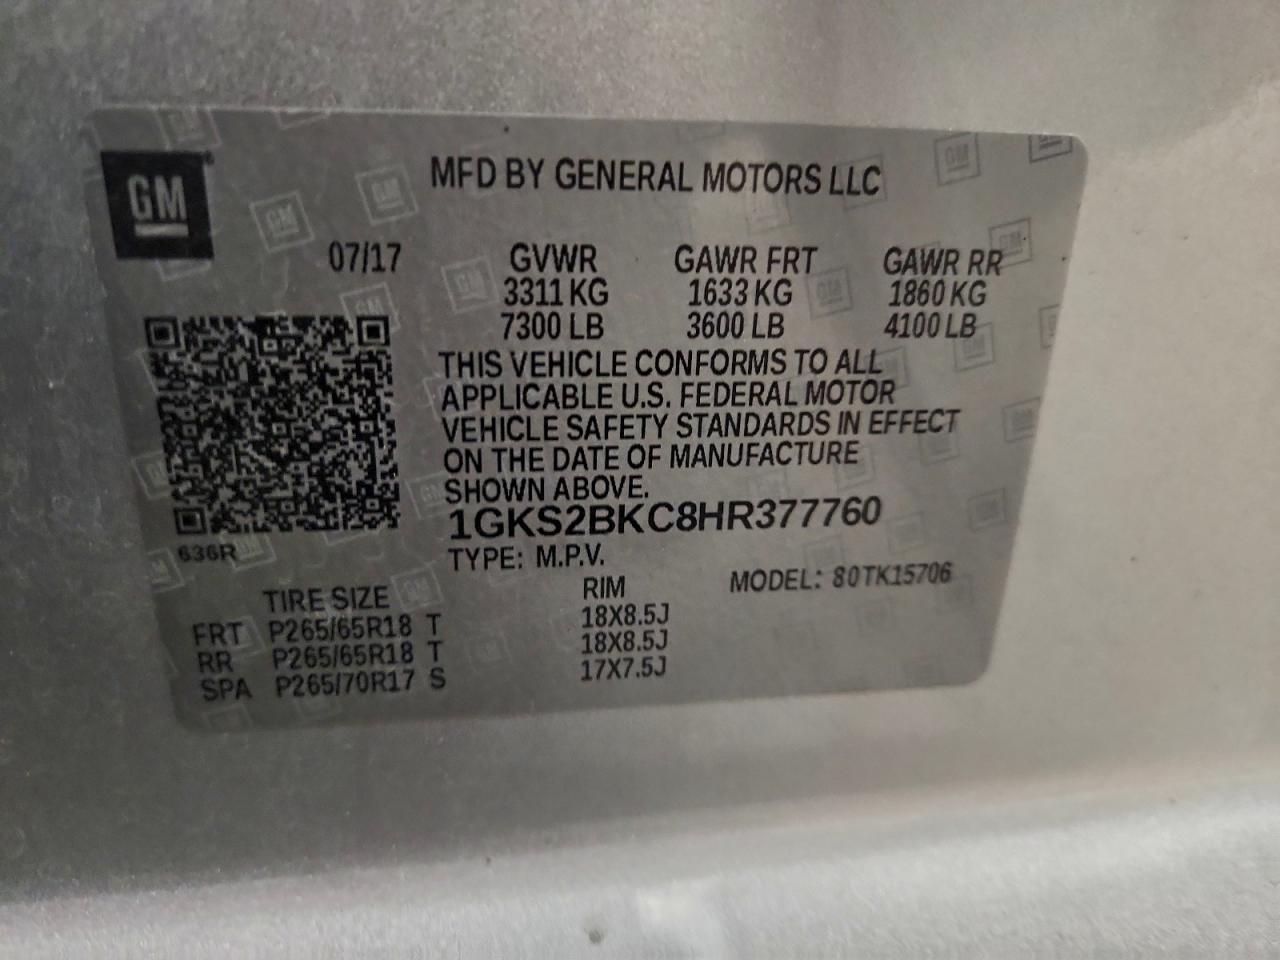 GM
MFD BY GENERAL MOTORS LLC
07/17 GVWR GAWR FRT GAWR RR
3311 KG 1633 KG 1860 KG
7300 LB 3600 LB 4100 LB
THIS VEHICLE CONFORMS TO ALL
APPLICABLE U.S. FEDERAL MOTOR
VEHICLE SAFETY STANDARDS IN EFFECT
ON THE DATE OF MANUFACTURE
SHOWN ABOVE.
1GKS2BKC8HR377760
636R
TYPE: M.P.V. MODEL: 80TK15706
TIRE SIZE RIM
FRT P265/65R18 T 18X8.5J
RR P265/65R18 T 18X8.5J
SPA P265/70R17 S 17X7.5J